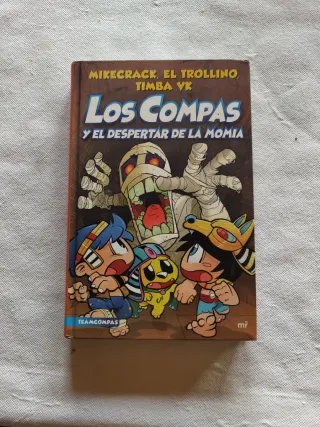 MIKECRACK, EL TROLLINO
TIMBA VK
LOS COMPAS
Y EL DESPERTAR DE LA MOMIA
TEAMCOMPAS
mr